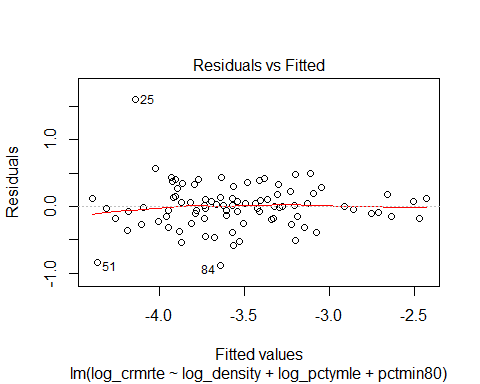 Residuals vs Fitted
Residuals
1.0
0.0
-1.0
25
51
84
-4.0 -3.5 -3.0 -2.5
Fitted values
lm(log_crmrte ~ log_density + log_pctymle + pctmin80)